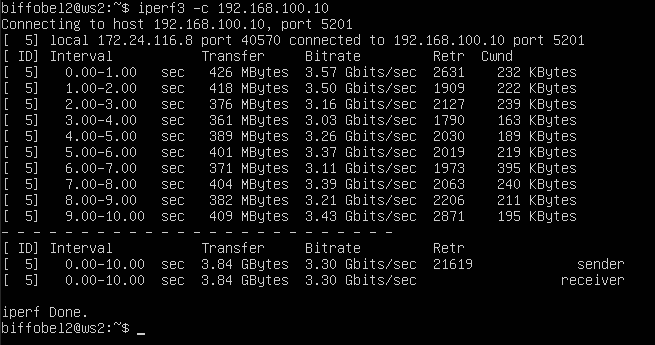 biffobel2@ws2:~$ iperf3 -c 192.168.100.10
Connecting to host 192.168.100.10, port 5201
[  5] local 172.24.116.8 port 40570 connected to 192.168.100.10 port 5201
[ ID] Interval           Transfer     Bitrate         Retr  Cwnd
[  5]   0.00-1.00   sec   426 MBytes  3.57 Gbits/sec  2631    232 KBytes
[  5]   1.00-2.00   sec   418 MBytes  3.50 Gbits/sec  1909    222 KBytes
[  5]   2.00-3.00   sec   376 MBytes  3.16 Gbits/sec  2127    239 KBytes
[  5]   3.00-4.00   sec   361 MBytes  3.03 Gbits/sec  1790    163 KBytes
[  5]   4.00-5.00   sec   389 MBytes  3.26 Gbits/sec  2030    189 KBytes
[  5]   5.00-6.00   sec   401 MBytes  3.37 Gbits/sec  2019    219 KBytes
[  5]   6.00-7.00   sec   371 MBytes  3.11 Gbits/sec  1973    395 KBytes
[  5]   7.00-8.00   sec   404 MBytes  3.39 Gbits/sec  2063    240 KBytes
[  5]   8.00-9.00   sec   382 MBytes  3.21 Gbits/sec  2206    211 KBytes
[  5]   9.00-10.00  sec   409 MBytes  3.43 Gbits/sec  2871    195 KBytes
- - - - - - - - - - - - - - - - - - - - - - - - -
[ ID] Interval           Transfer     Bitrate         Retr
[  5]   0.00-10.00  sec  3.84 GBytes  3.30 Gbits/sec  21619             sender
[  5]   0.00-10.00  sec  3.84 GBytes  3.30 Gbits/sec                  receiver

iperf Done.
biffobel2@ws2:~$ _